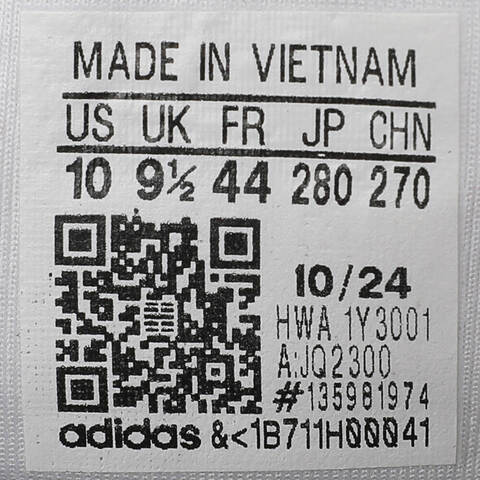 MADE IN VIETNAM
US UK FR JP CHN
10 9½ 44 280 270
10/24
HWA 1Y3001
A:JQ2300
#135981974
adidas &<1B711H00041